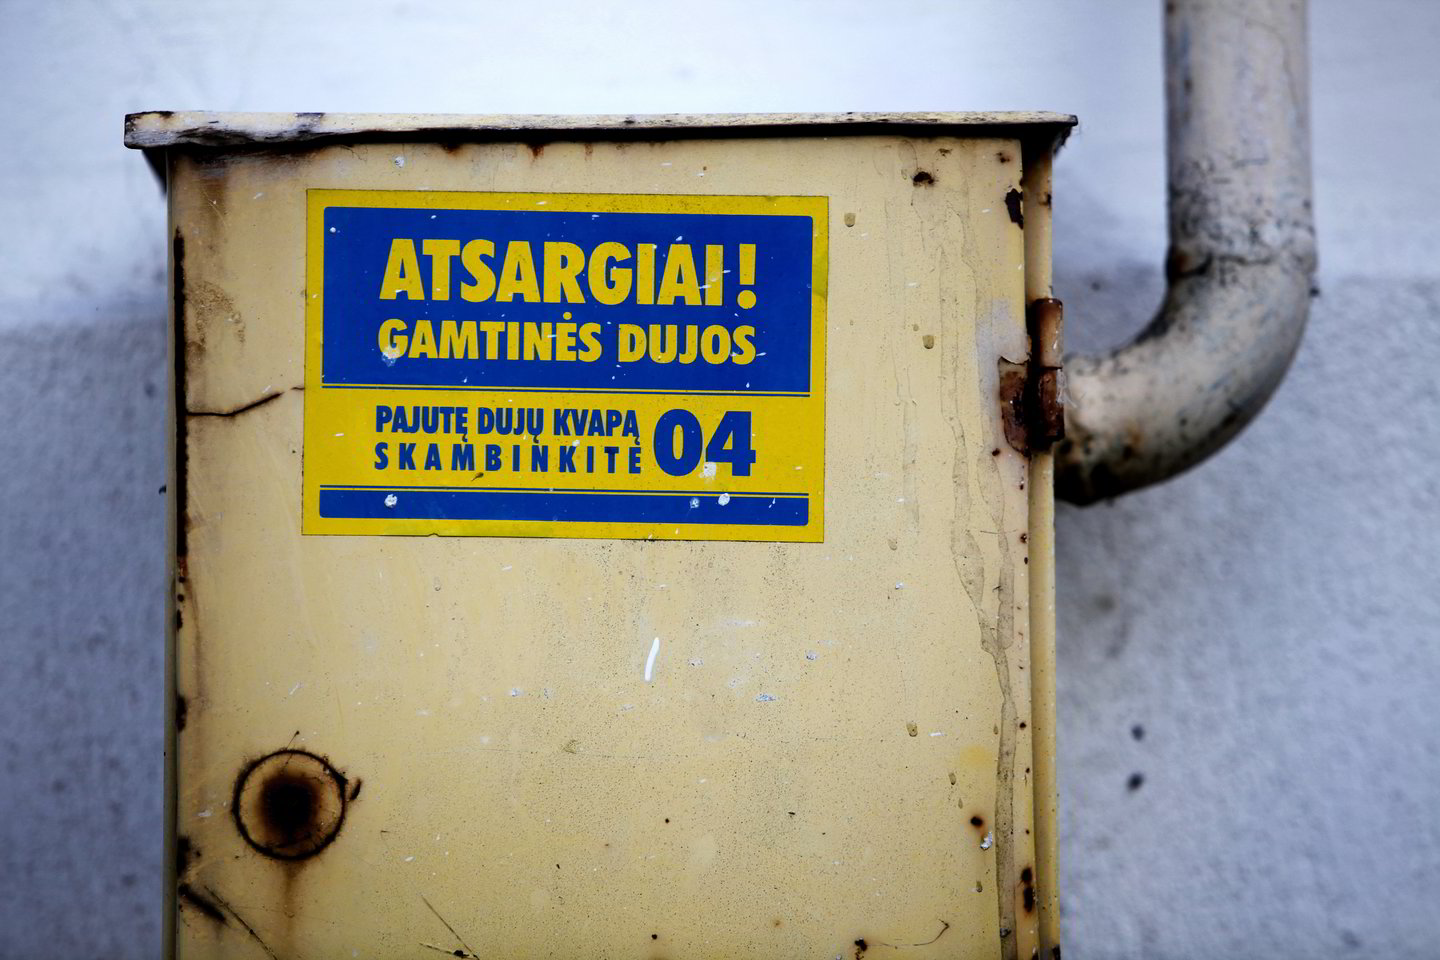 ATSARGIAI!
GAMTINĖS DUJOS
PAJUTĘ DUJŲ KVAPĄ
SKAMBINKITE 04